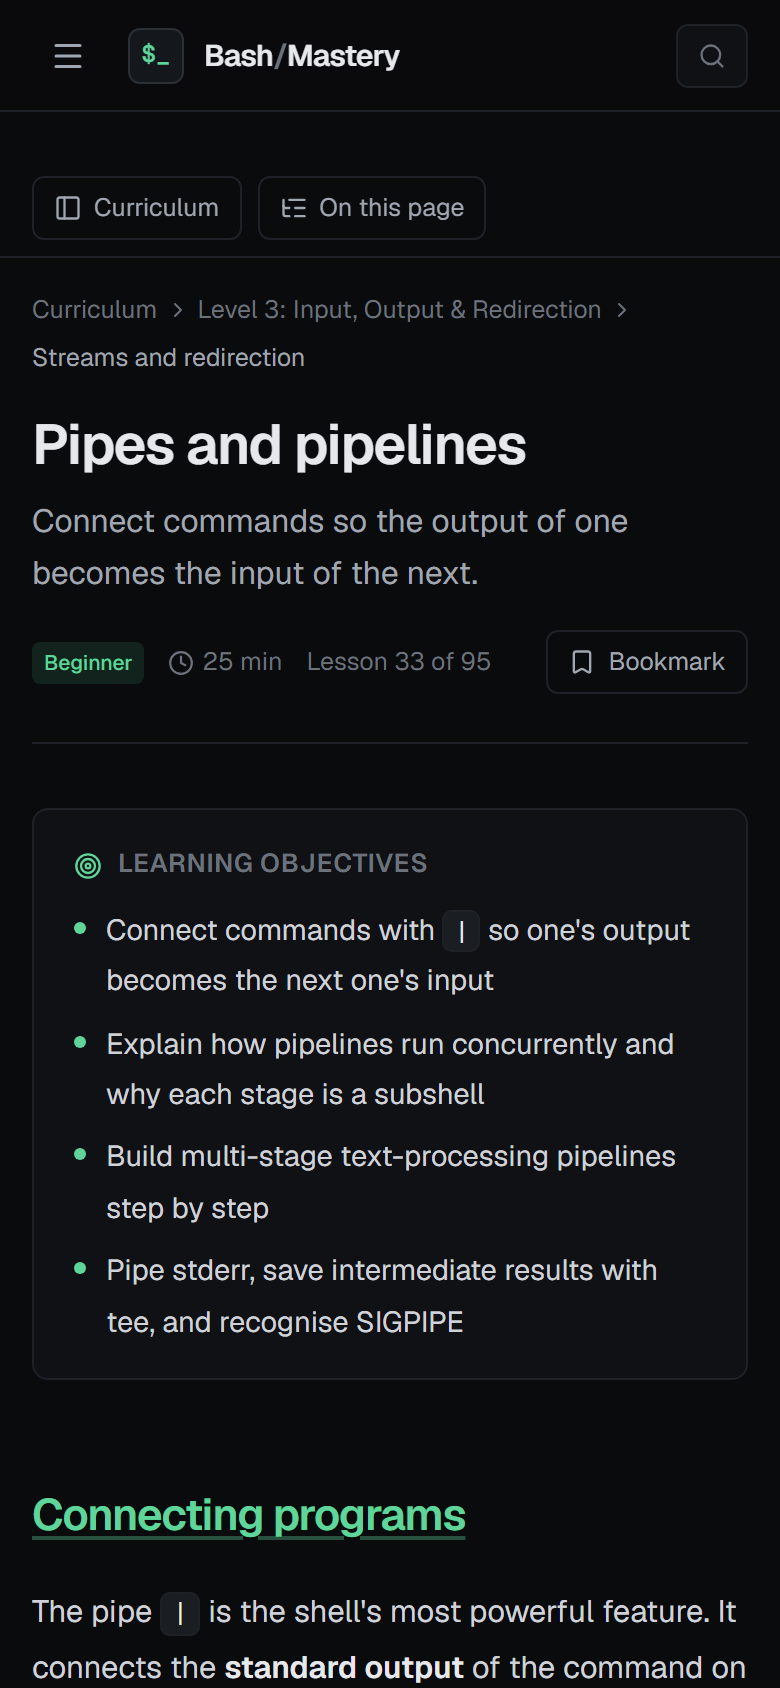 $_ Bash/Mastery
Curriculum On this page
Curriculum > Level 3: Input, Output & Redirection >
Streams and redirection
Pipes and pipelines
Connect commands so the output of one
becomes the input of the next.
Beginner 25 min Lesson 33 of 95 Bookmark
LEARNING OBJECTIVES
Connect commands with | so one's output
becomes the next one's input
Explain how pipelines run concurrently and
why each stage is a subshell
Build multi-stage text-processing pipelines
step by step
Pipe stderr, save intermediate results with
tee, and recognise SIGPIPE
Connecting programs
The pipe | is the shell's most powerful feature. It
connects the standard output of the command on